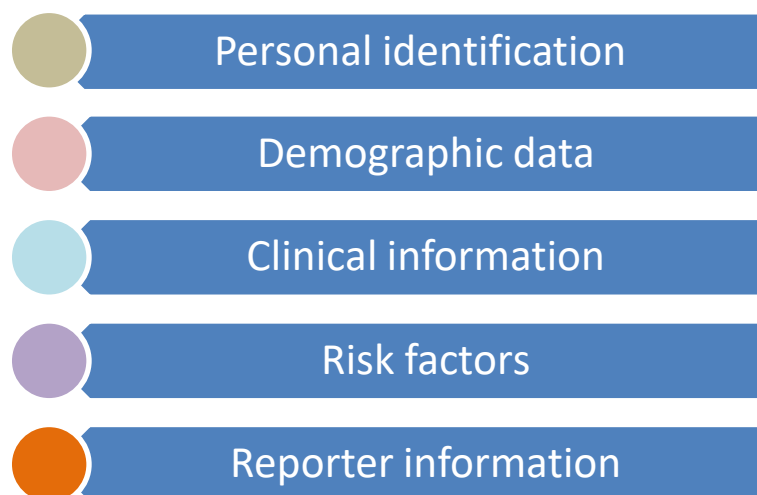 Personal identification
Demographic data
Clinical information
Risk factors
Reporter information